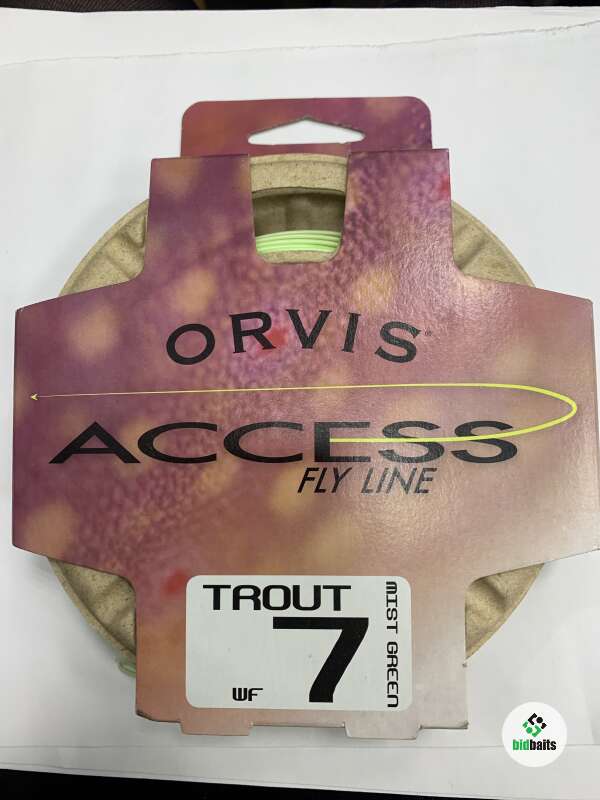 ORVIS®
ACCESS
FLY LINE
TROUT
WF 7
MIST GREEN
bidbaits